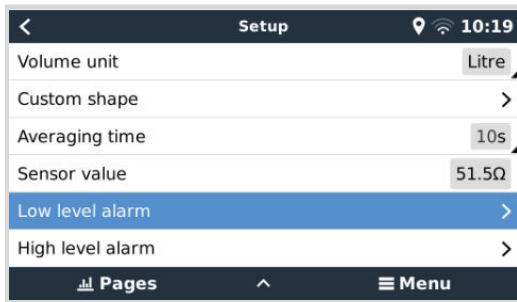 Setup 10:19
Volume unit Litre
Custom shape
Averaging time 10s
Sensor value 51.5Ω
Low level alarm
High level alarm
Pages Menu